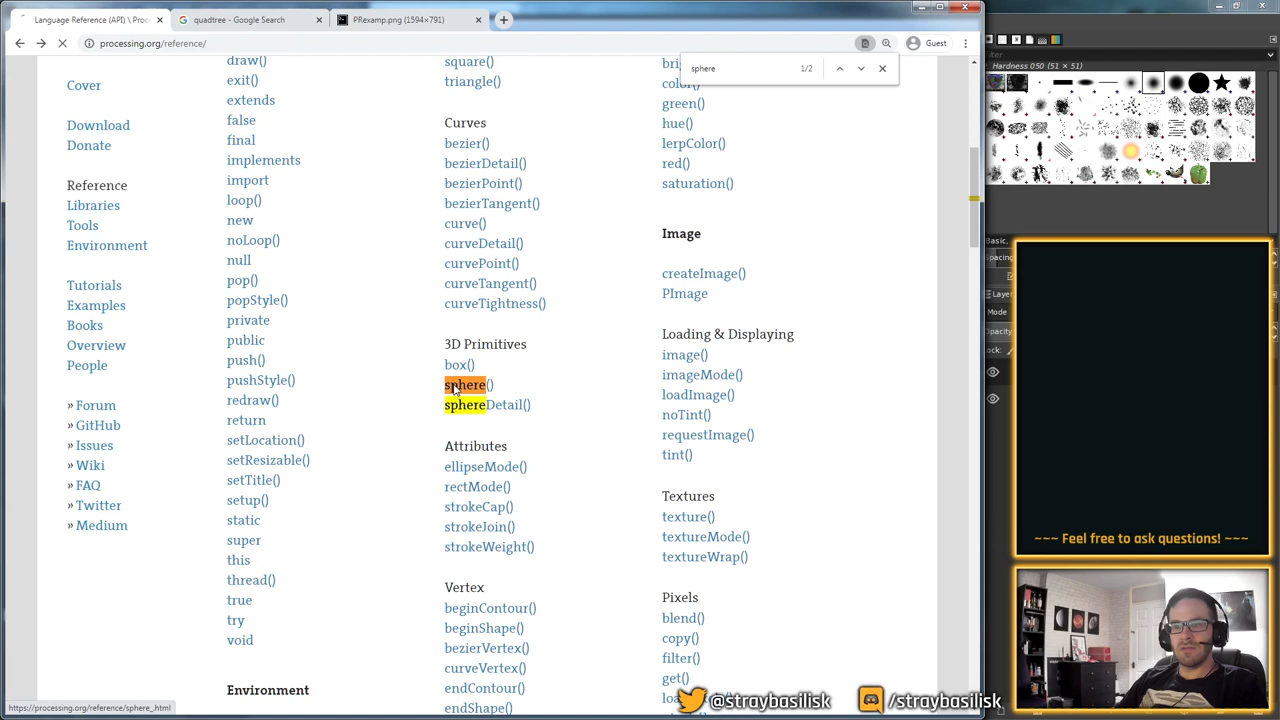 Language Reference (API) \ Proc
quadtree - Google Search
PRexamp.png (1594×791)
processing.org/reference/
Guest
sphere
1/2
Cover
Download
Donate
Reference
Libraries
Tools
Environment
Tutorials
Examples
Books
Overview
People
» Forum
» GitHub
» Issues
» Wiki
» FAQ
» Twitter
» Medium
draw()
exit()
extends
false
final
implements
import
loop()
new
noLoop()
null
pop()
popStyle()
private
public
push()
pushStyle()
redraw()
return
setLocation()
setResizable()
setTitle()
setup()
static
super
this
thread()
true
try
void
Environment
square()
triangle()
Curves
bezier()
bezierDetail()
bezierPoint()
bezierTangent()
curve()
curveDetail()
curvePoint()
curveTangent()
curveTightness()
3D Primitives
box()
sphere()
sphereDetail()
Attributes
ellipseMode()
rectMode()
strokeCap()
strokeJoin()
strokeWeight()
Vertex
beginContour()
beginShape()
bezierVertex()
curveVertex()
endContour()
endShape()
color()
green()
hue()
lerpColor()
red()
saturation()
Image
createImage()
PImage
Loading & Displaying
image()
imageMode()
loadImage()
noTint()
requestImage()
tint()
Textures
texture()
textureMode()
textureWrap()
Pixels
blend()
copy()
filter()
get()
https://processing.org/reference/sphere_.html
Hardness 050 (51 × 51)
Basic,
Spacing
Layer
Mode
Opacity
~~~ Feel free to ask questions! ~~~
@straybasilisk
/straybasilisk